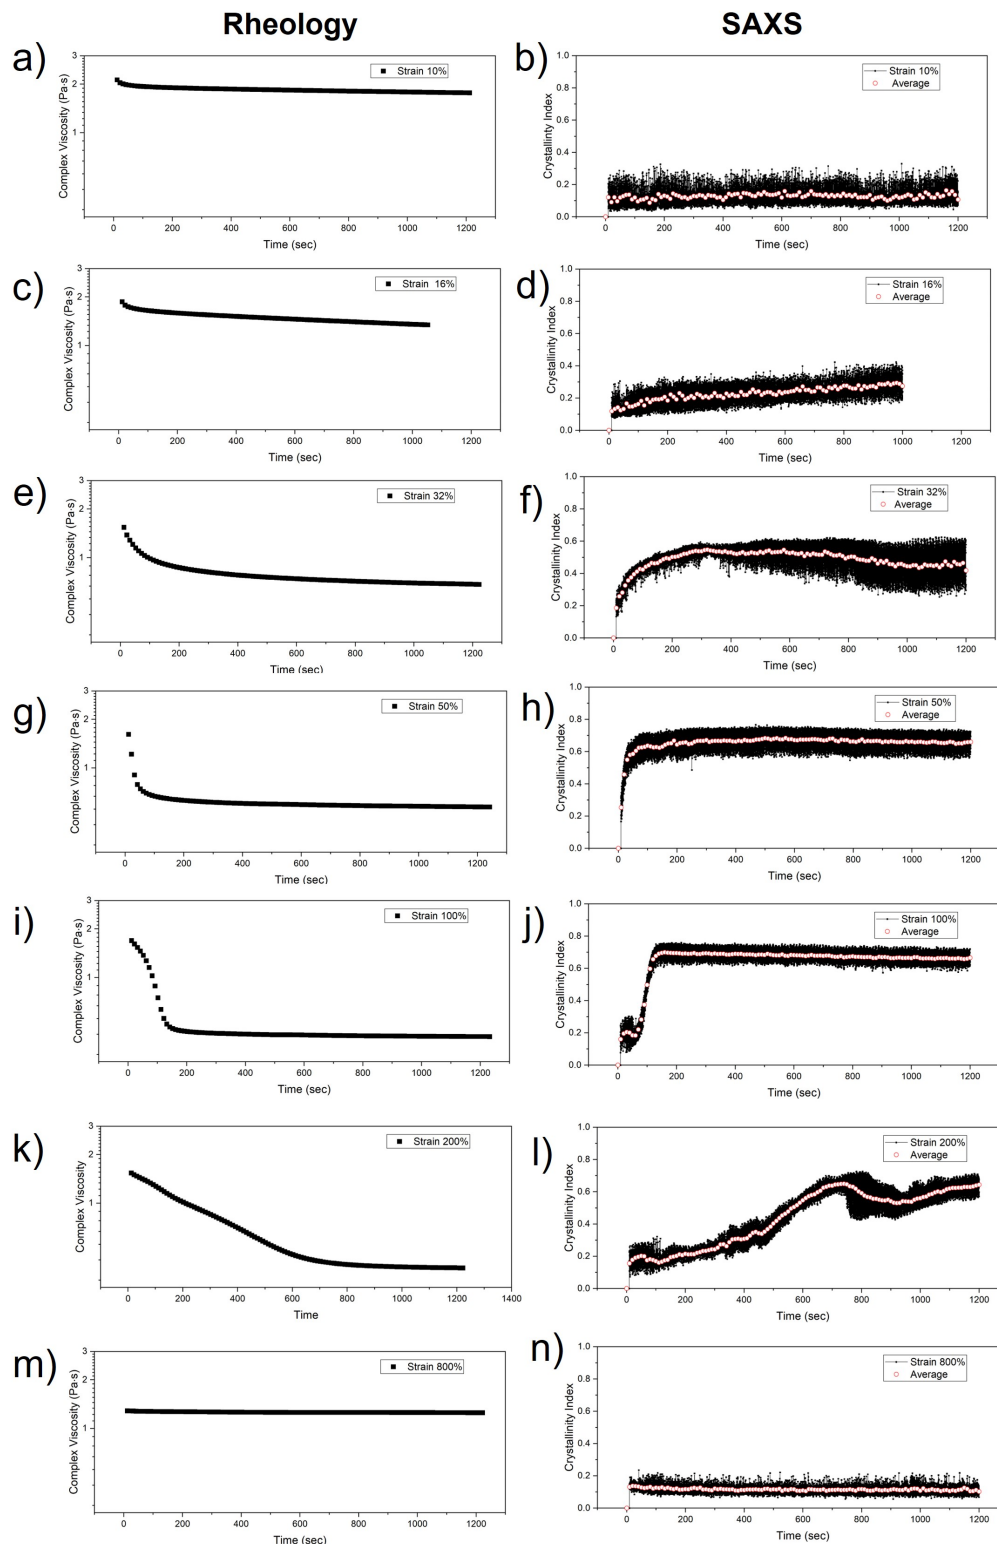 Rheology
SAXS
a)
3
2
1
Complex Viscosity (Pa·s)
Strain 10%
0 200 400 600 800 1000 1200
Time (sec)
b)
1.0
0.8
0.6
0.4
0.2
0.0
Crystallinity Index
Strain 10%
Average
0 200 400 600 800 1000 1200
Time (sec)
c)
3
2
1
Complex Viscosity (Pa·s)
Strain 16%
0 200 400 600 800 1000 1200
Time (sec)
d)
1.0
0.8
0.6
0.4
0.2
0.0
Crystallinity Index
Strain 16%
Average
0 200 400 600 800 1000 1200
Time (sec)
e)
3
2
1
Complex Viscosity (Pa·s)
Strain 32%
0 200 400 600 800 1000 1200
Time (sec)
f)
1.0
0.8
0.6
0.4
0.2
0.0
Crystallinity Index
Strain 32%
Average
0 200 400 600 800 1000 1200
Time (sec)
g)
3
2
1
Complex Viscosity (Pa·s)
Strain 50%
0 200 400 600 800 1000 1200
Time (sec)
h)
1.0
0.8
0.6
0.4
0.2
0.0
Crystallinity Index
Strain 50%
Average
0 200 400 600 800 1000 1200
Time (sec)
i)
3
2
1
Complex Viscosity (Pa·s)
Strain 100%
0 200 400 600 800 1000 1200
Time (sec)
j)
1.0
0.8
0.6
0.4
0.2
0.0
Crystallinity Index
Strain 100%
Average
0 200 400 600 800 1000 1200
Time (sec)
k)
3
2
1
Complex Viscosity
Strain 200%
0 200 400 600 800 1000 1200 1400
Time
l)
1.0
0.8
0.6
0.4
0.2
0.0
Crystallinity Index
Strain 200%
Average
0 200 400 600 800 1000 1200
Time (sec)
m)
3
2
1
Complex Viscosity (Pa·s)
Strain 800%
0 200 400 600 800 1000 1200
Time (sec)
n)
1.0
0.8
0.6
0.4
0.2
0.0
Crystallinity Index
Strain 800%
Average
0 200 400 600 800 1000 1200
Time (sec)